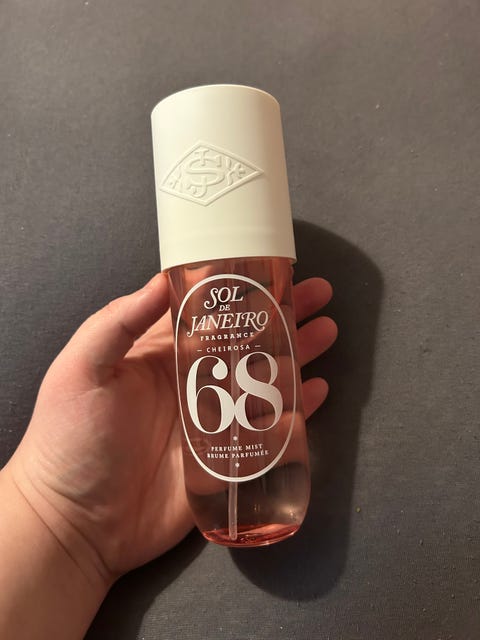 SOL
DE
JANEIRO
FRAGRANCE
– CHEIROSA –
68
PERFUME MIST
BRUME PARFUMÉE